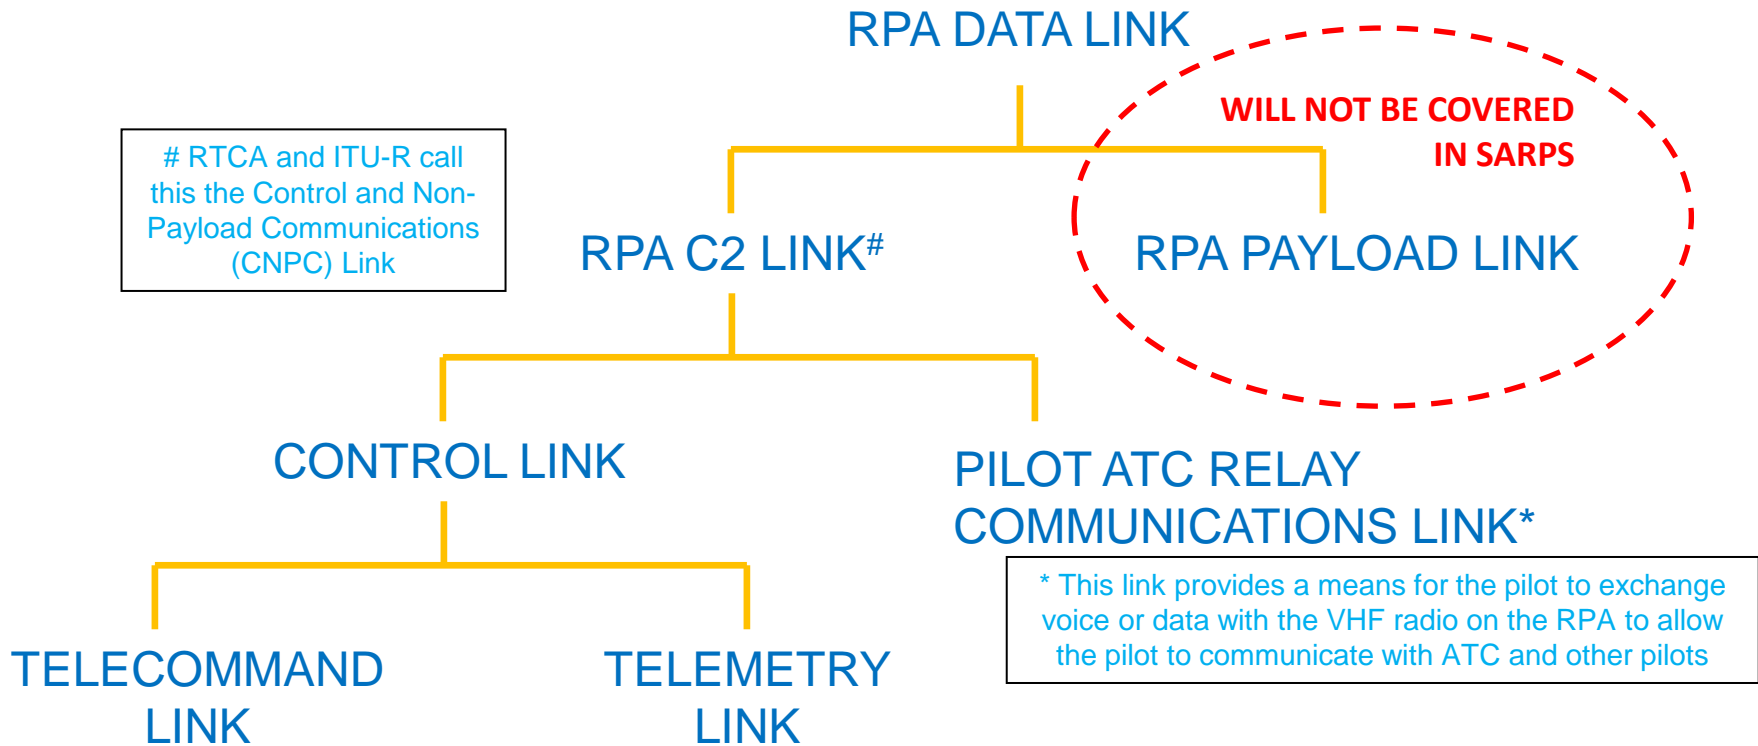 RPA DATA LINK
WILL NOT BE COVERED
IN SARPS
# RTCA and ITU-R call
this the Control and Non-
Payload Communications
(CNPC) Link
RPA C2 LINK#
RPA PAYLOAD LINK
CONTROL LINK
PILOT ATC RELAY
COMMUNICATIONS LINK*
* This link provides a means for the pilot to exchange
voice or data with the VHF radio on the RPA to allow
the pilot to communicate with ATC and other pilots
TELECOMMAND
LINK
TELEMETRY
LINK